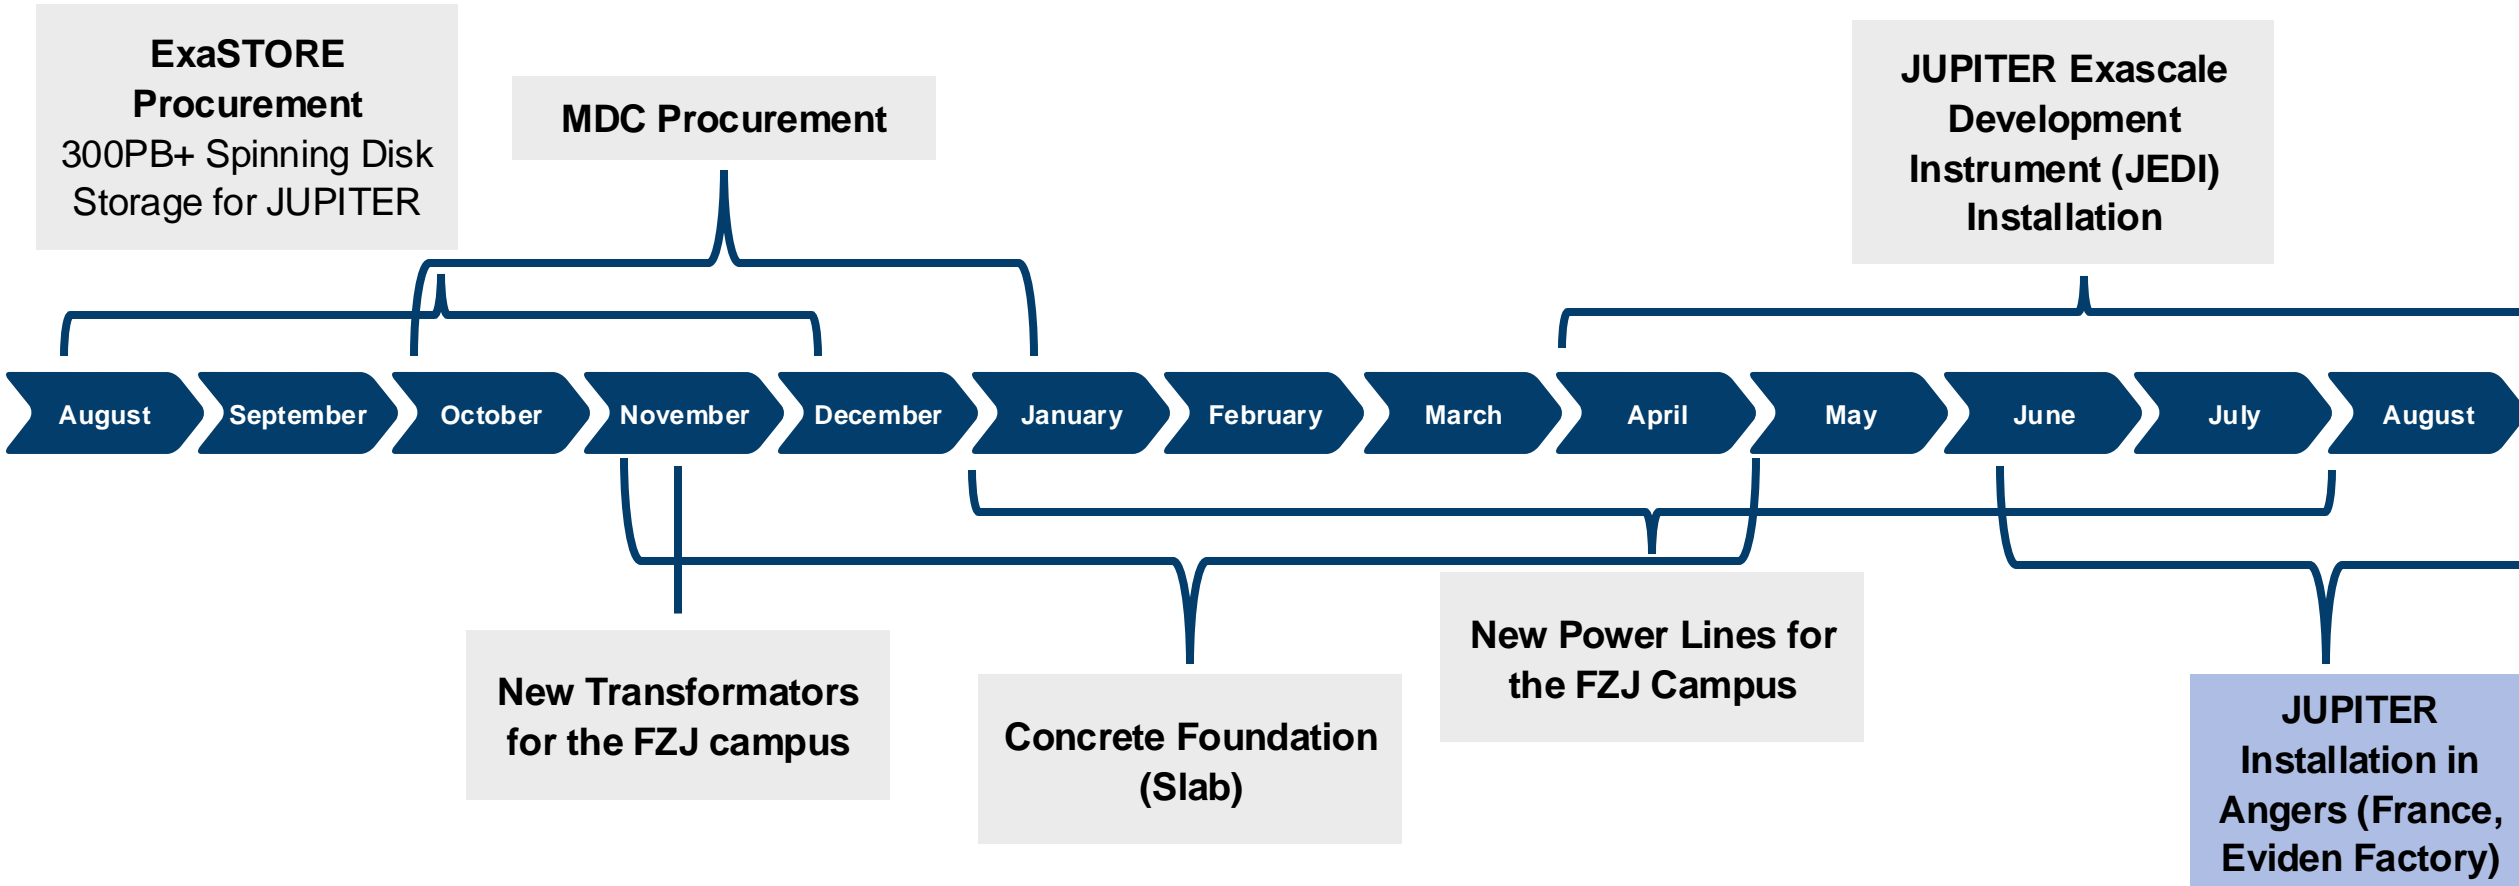 ExaSTORE
Procurement
300PB+ Spinning Disk
Storage for JUPITER
MDC Procurement
JUPITER Exascale
Development
Instrument (JEDI)
Installation
August
September
October
November
December
January
February
March
April
May
June
July
August
New Transformators
for the FZJ campus
Concrete Foundation
(Slab)
New Power Lines for
the FZJ Campus
JUPITER
Installation in
Angers (France,
Eviden Factory)